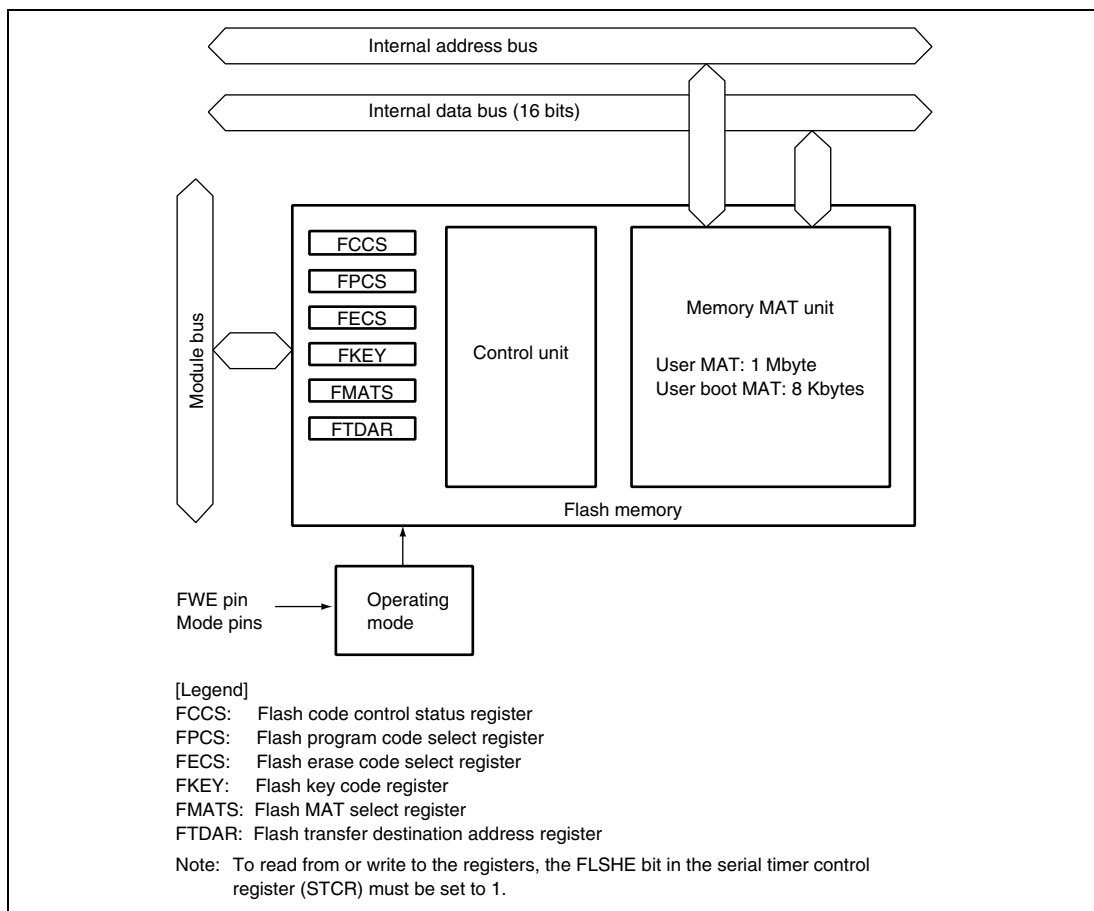 Internal address bus
Internal data bus (16 bits)
Module bus
FCCS
FPCS
FECS
FKEY
FMATS
FTDAR
Control unit
Memory MAT unit
User MAT: 1 Mbyte
User boot MAT: 8 Kbytes
Flash memory
FWE pin
Mode pins
Operating
mode
[Legend]
FCCS: Flash code control status register
FPCS: Flash program code select register
FECS: Flash erase code select register
FKEY: Flash key code register
FMATS: Flash MAT select register
FTDAR: Flash transfer destination address register
Note: To read from or write to the registers, the FLSHE bit in the serial timer control
register (STCR) must be set to 1.